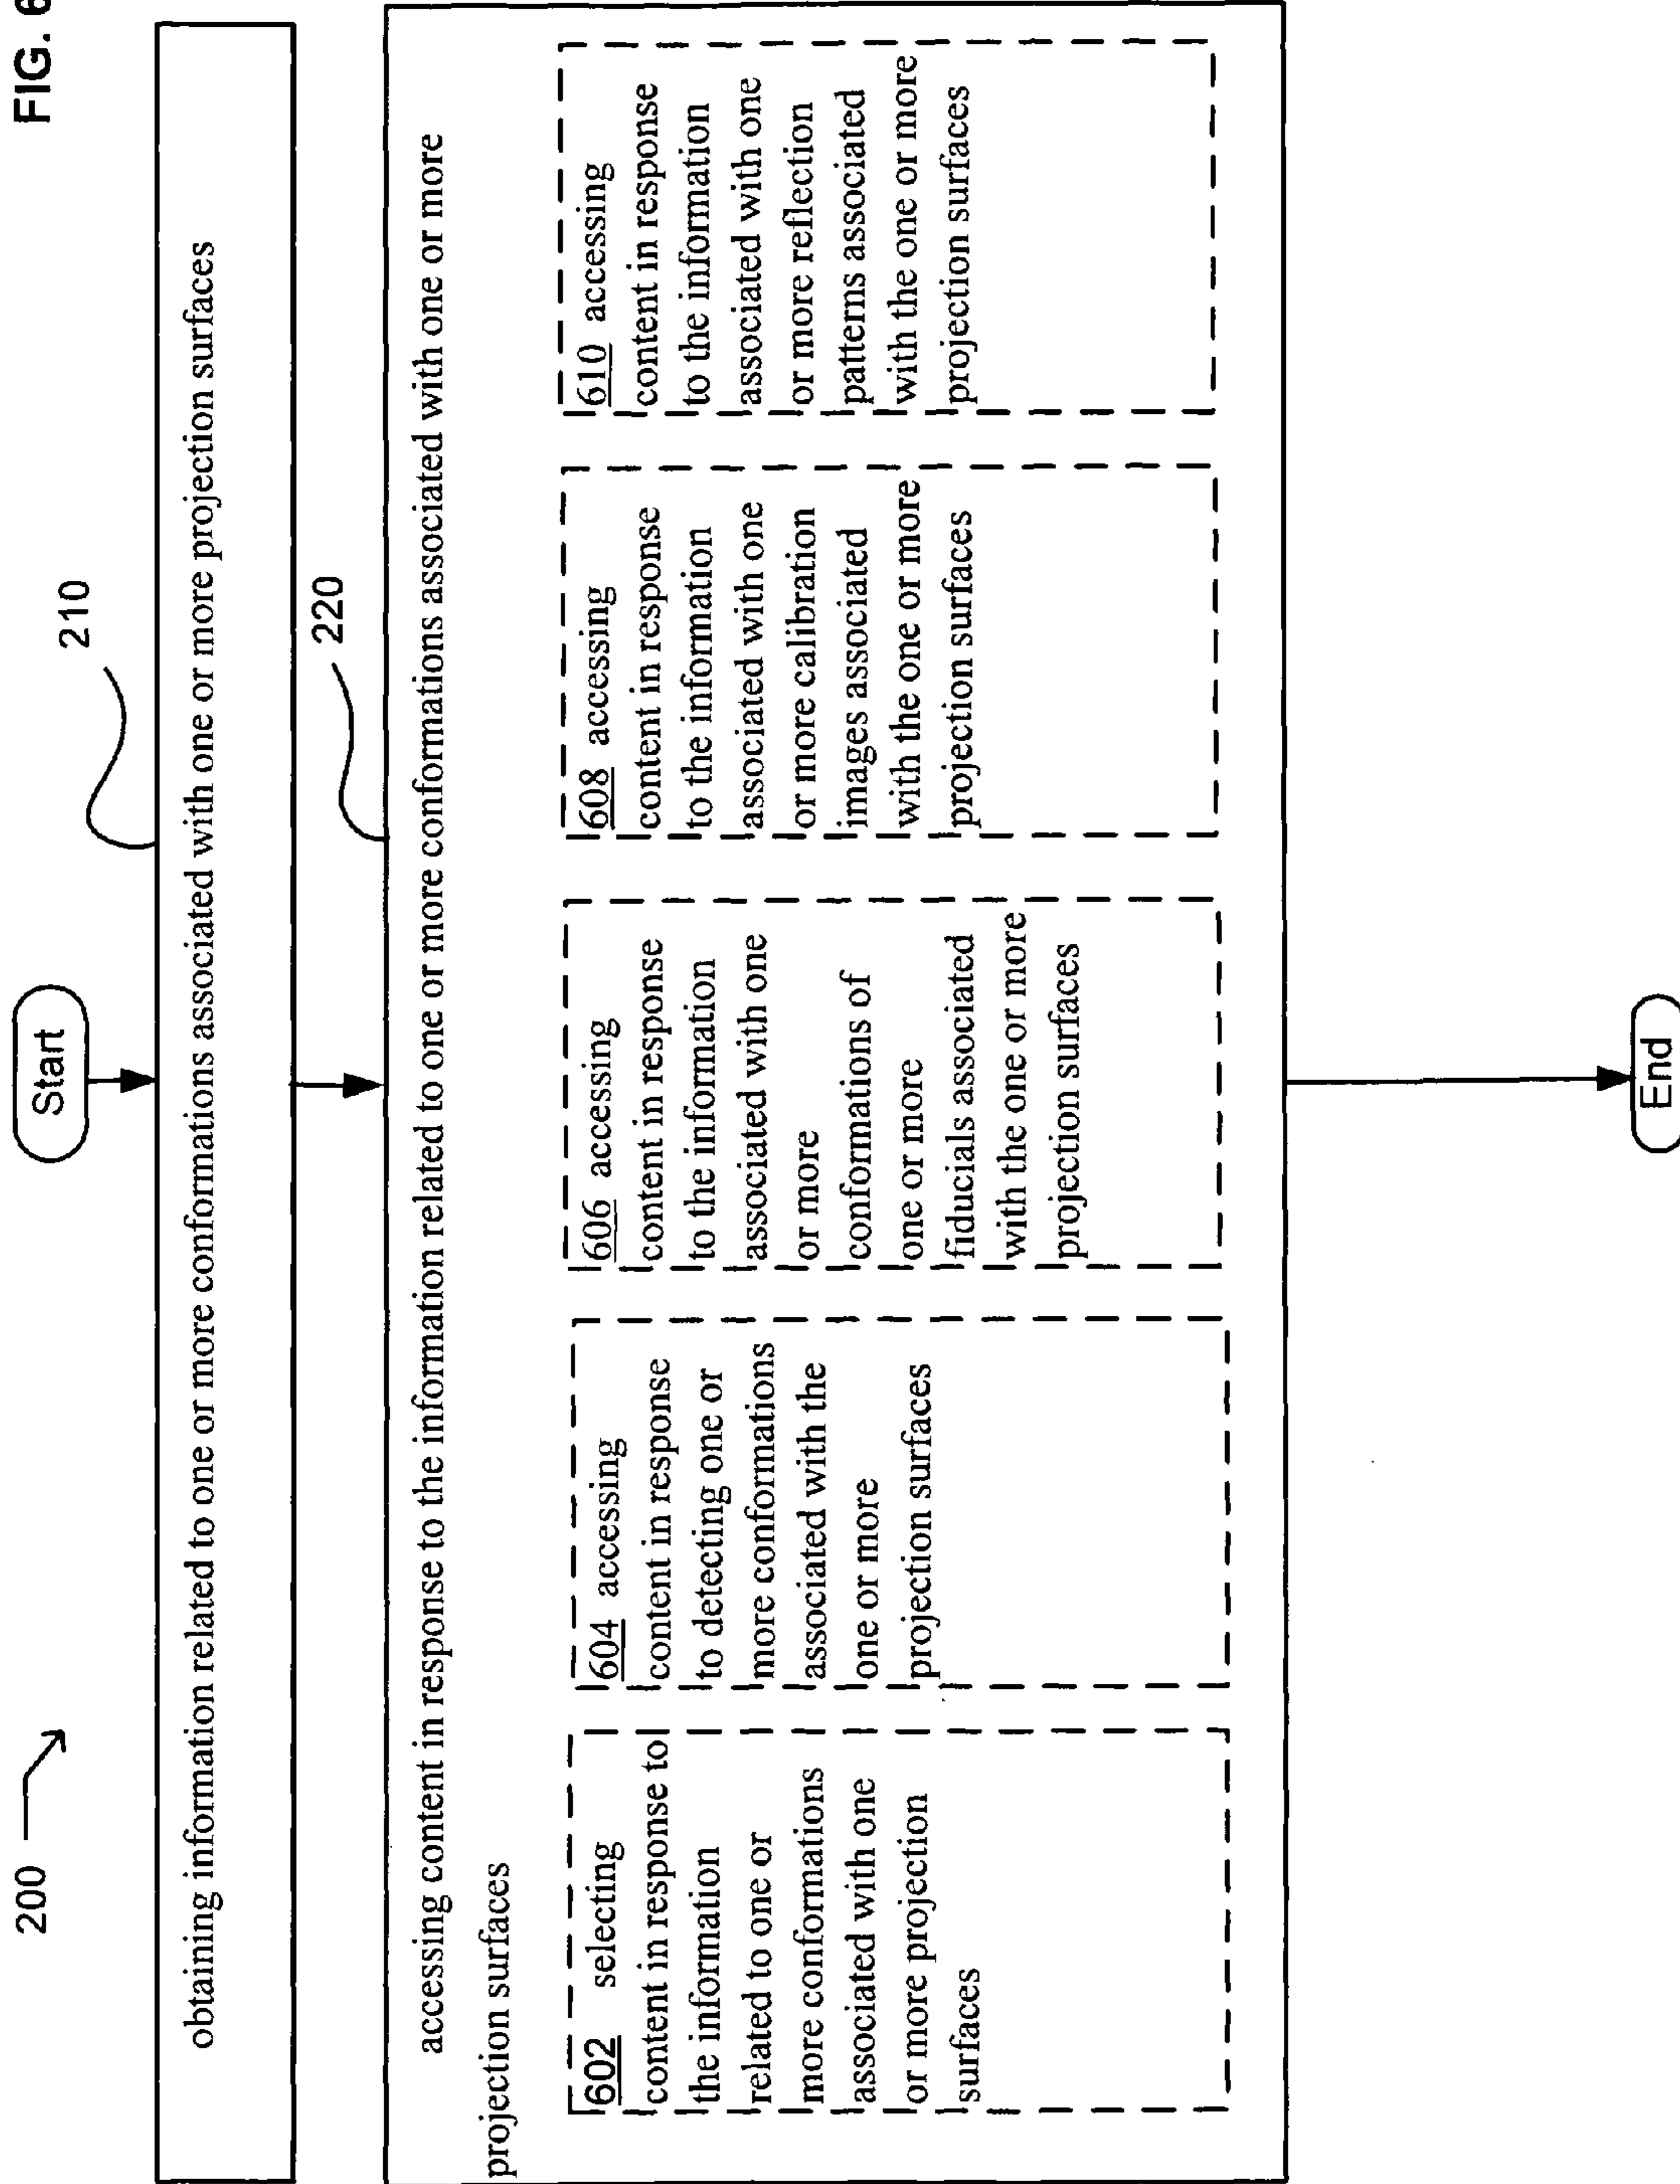 FIG. 6
200
Start
210
obtaining information related to one or more conformations associated with one or more projection surfaces
220
accessing content in response to the information related to one or more conformations associated with one or more
projection surfaces
602 selecting
content in response to
the information
related to one or
more conformations
associated with one
or more projection
surfaces
604 accessing
content in response
to detecting one or
more conformations
associated with the
one or more
projection surfaces
606 accessing
content in response
to the information
associated with one
or more
conformations of
one or more
fiducials associated
with the one or more
projection surfaces
608 accessing
content in response
to the information
associated with one
or more calibration
images associated
with the one or more
projection surfaces
610 accessing
content in response
to the information
associated with one
or more reflection
patterns associated
with the one or more
projection surfaces
End